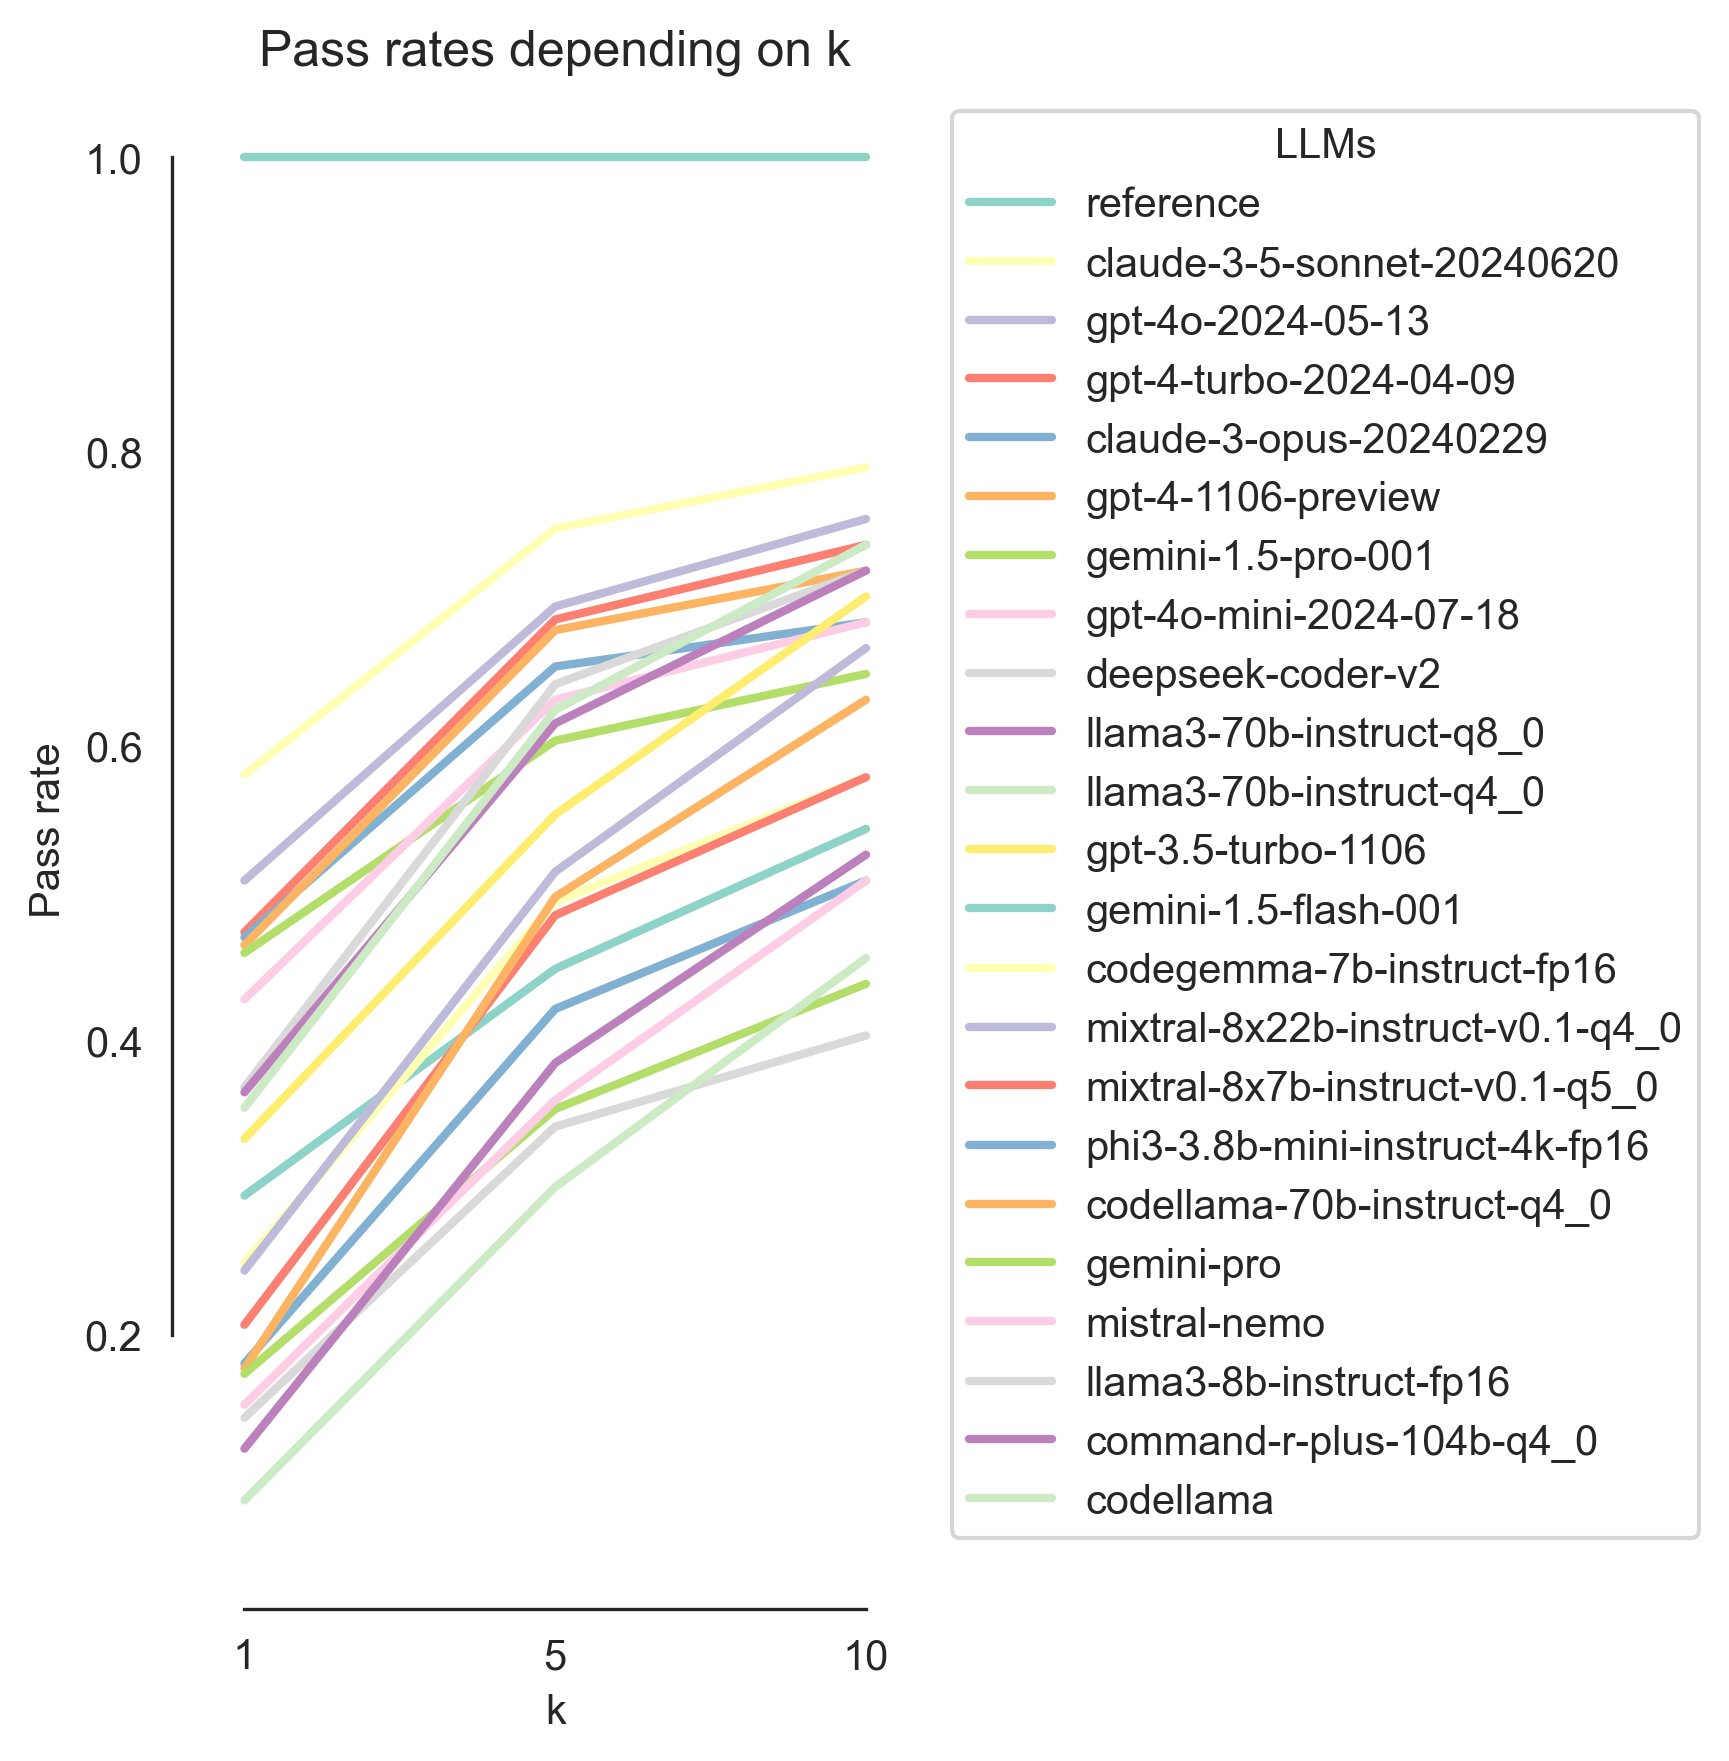 Pass rates depending on k
1.0
0.8
0.6
0.4
0.2
Pass rate
1
5
10
k
LLMs
reference
claude-3-5-sonnet-20240620
gpt-4o-2024-05-13
gpt-4-turbo-2024-04-09
claude-3-opus-20240229
gpt-4-1106-preview
gemini-1.5-pro-001
gpt-4o-mini-2024-07-18
deepseek-coder-v2
llama3-70b-instruct-q8_0
llama3-70b-instruct-q4_0
gpt-3.5-turbo-1106
gemini-1.5-flash-001
codegemma-7b-instruct-fp16
mixtral-8x22b-instruct-v0.1-q4_0
mixtral-8x7b-instruct-v0.1-q5_0
phi3-3.8b-mini-instruct-4k-fp16
codellama-70b-instruct-q4_0
gemini-pro
mistral-nemo
llama3-8b-instruct-fp16
command-r-plus-104b-q4_0
codellama